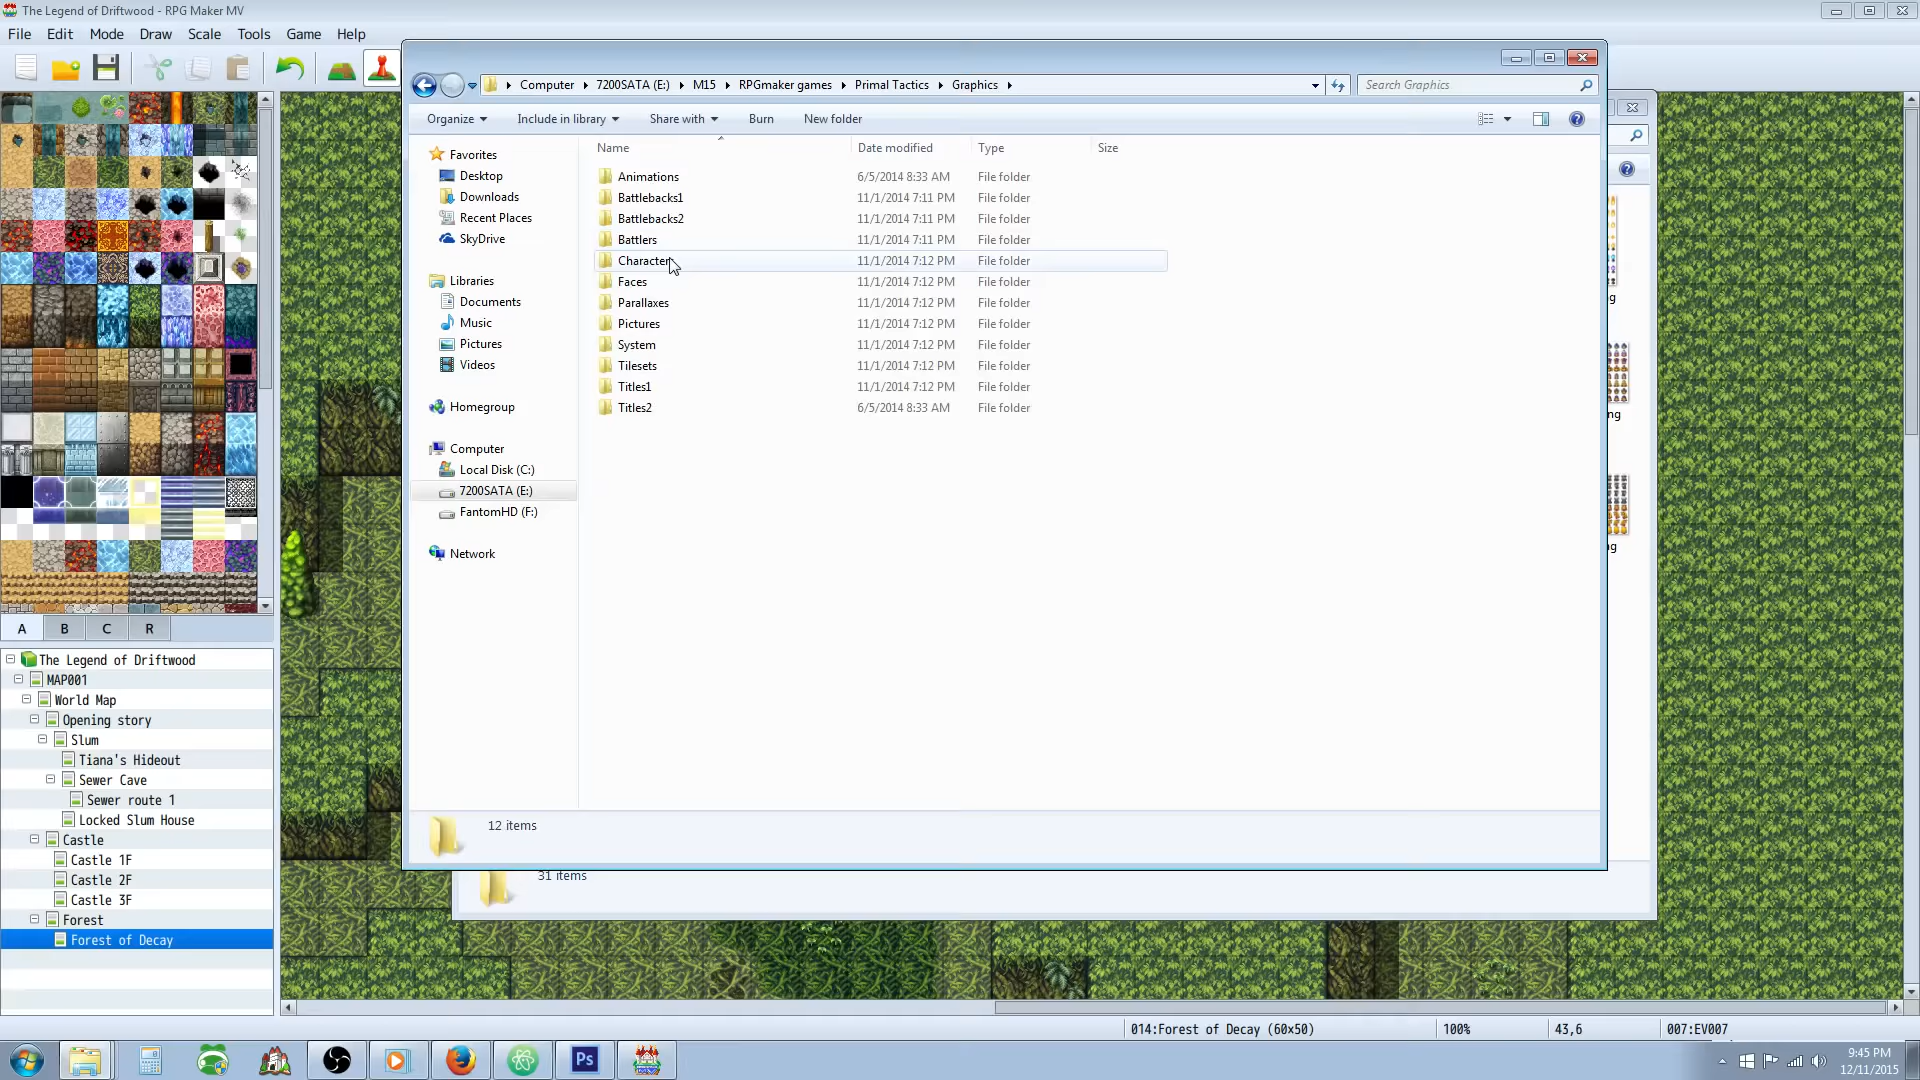 The Legend of Driftwood - RPG Maker MV
File Edit Mode Draw Scale Tools Game Help
Computer 7200SATA (E:) M15 RPGmaker games Primal Tactics Graphics
Search Graphics
Organize Include in library Share with Burn New folder
Name Date modified Type Size
Favorites
Desktop
Downloads
Recent Places
SkyDrive
Libraries
Documents
Music
Pictures
Videos
Homegroup
Computer
Local Disk (C:)
7200SATA (E:)
FantomHD (F:)
Network
Animations 6/5/2014 8:33 AM File folder
Battlebacks1 11/1/2014 7:11 PM File folder
Battlebacks2 11/1/2014 7:11 PM File folder
Battlers 11/1/2014 7:11 PM File folder
Character 11/1/2014 7:12 PM File folder
Faces 11/1/2014 7:12 PM File folder
Parallaxes 11/1/2014 7:12 PM File folder
Pictures 11/1/2014 7:12 PM File folder
System 11/1/2014 7:12 PM File folder
Tilesets 11/1/2014 7:12 PM File folder
Titles1 11/1/2014 7:12 PM File folder
Titles2 6/5/2014 8:33 AM File folder
12 items
31 items
A B C R
The Legend of Driftwood
MAP001
World Map
Opening story
Slum
Tiana's Hideout
Sewer Cave
Sewer route 1
Locked Slum House
Castle
Castle 1F
Castle 2F
Castle 3F
Forest
Forest of Decay
014:Forest of Decay (60x50) 100% 43,6 007:EV007
Ps
9:45 PM
12/11/2015